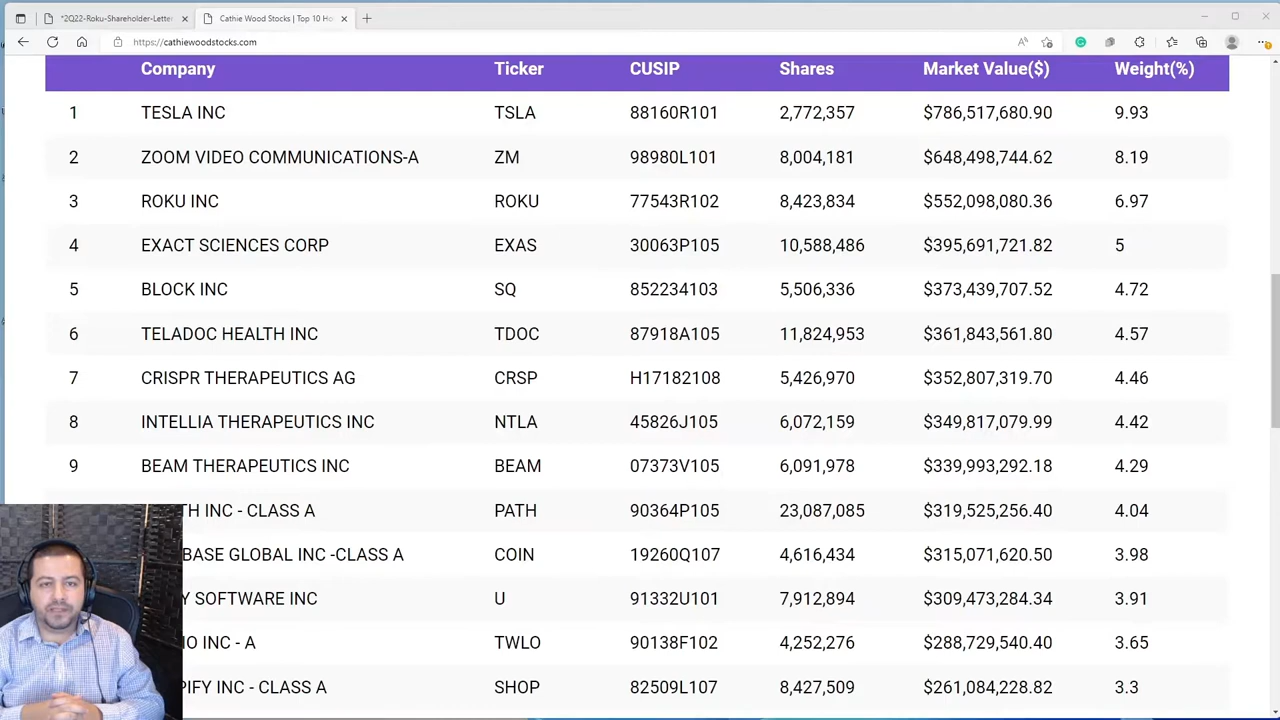 *2Q22-Roku-Shareholder-Letter
Cathie Wood Stocks | Top 10 Ho
https://cathiewoodstocks.com
Company Ticker CUSIP Shares Market Value($) Weight(%)
1 TESLA INC TSLA 88160R101 2,772,357 $786,517,680.90 9.93
2 ZOOM VIDEO COMMUNICATIONS-A ZM 98980L101 8,004,181 $648,498,744.62 8.19
3 ROKU INC ROKU 77543R102 8,423,834 $552,098,080.36 6.97
4 EXACT SCIENCES CORP EXAS 30063P105 10,588,486 $395,691,721.82 5
5 BLOCK INC SQ 852234103 5,506,336 $373,439,707.52 4.72
6 TELADOC HEALTH INC TDOC 87918A105 11,824,953 $361,843,561.80 4.57
7 CRISPR THERAPEUTICS AG CRSP H17182108 5,426,970 $352,807,319.70 4.46
8 INTELLIA THERAPEUTICS INC NTLA 45826J105 6,072,159 $349,817,079.99 4.42
9 BEAM THERAPEUTICS INC BEAM 07373V105 6,091,978 $339,993,292.18 4.29
TH INC - CLASS A PATH 90364P105 23,087,085 $319,525,256.40 4.04
BASE GLOBAL INC -CLASS A COIN 19260Q107 4,616,434 $315,071,620.50 3.98
Y SOFTWARE INC U 91332U101 7,912,894 $309,473,284.34 3.91
IO INC - A TWLO 90138F102 4,252,276 $288,729,540.40 3.65
PIFY INC - CLASS A SHOP 82509L107 8,427,509 $261,084,228.82 3.3